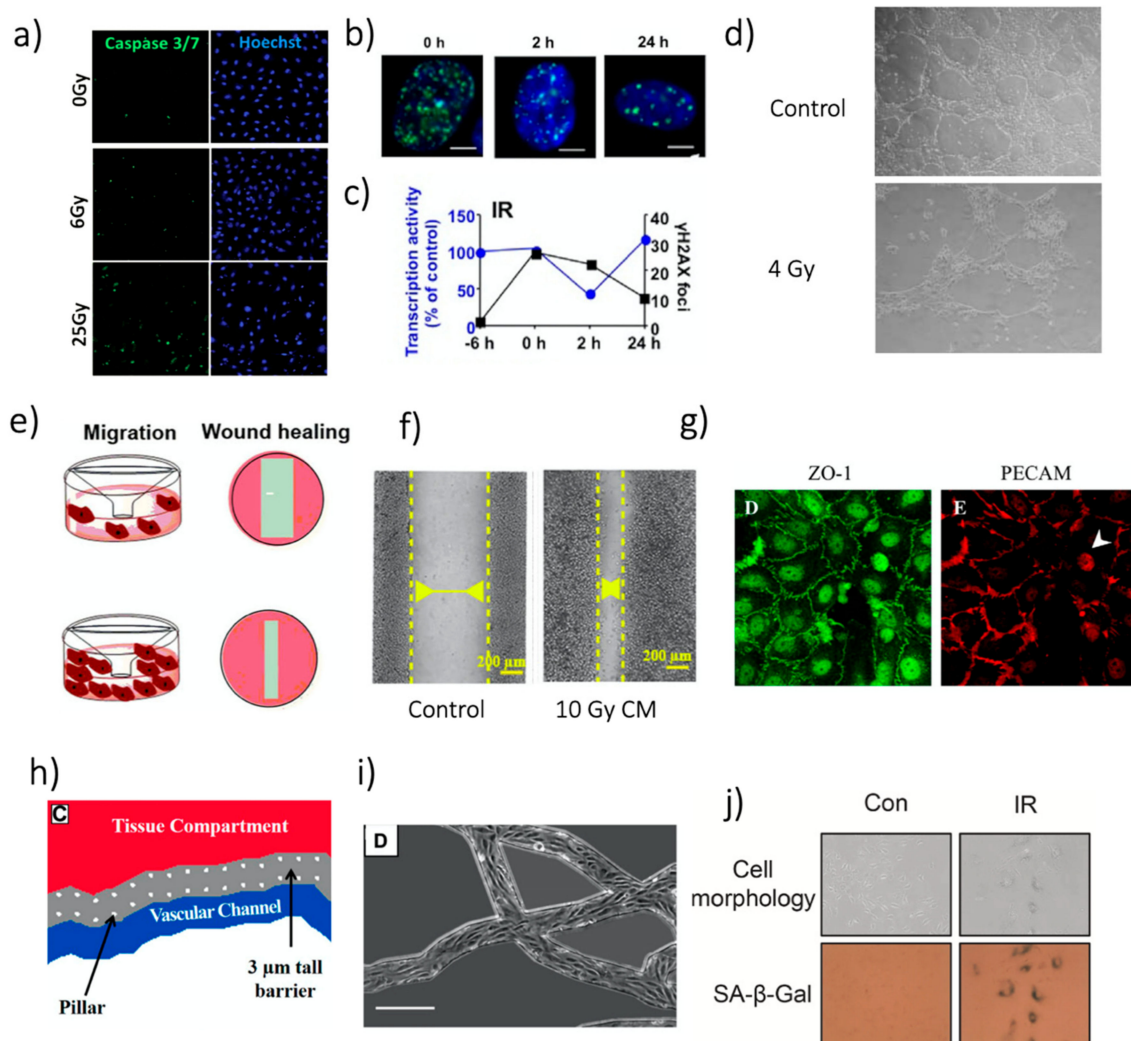 a)
Caspase 3/7
Hoechst
0Gy
6Gy
25Gy
b)
0 h
2 h
24 h
c)
IR
Transcription activity
(% of control)
150
100
50
0
40
30
20
10
0
γH2AX foci
-6 h
0 h
2 h
24 h
d)
Control
4 Gy
e)
Migration
Wound healing
f)
200 µm
200 µm
Control
10 Gy CM
g)
ZO-1
PECAM
D
E
h)
C
Tissue Compartment
Vascular Channel
Pillar
3 µm tall
barrier
i)
D
j)
Con
IR
Cell
morphology
SA-β-Gal